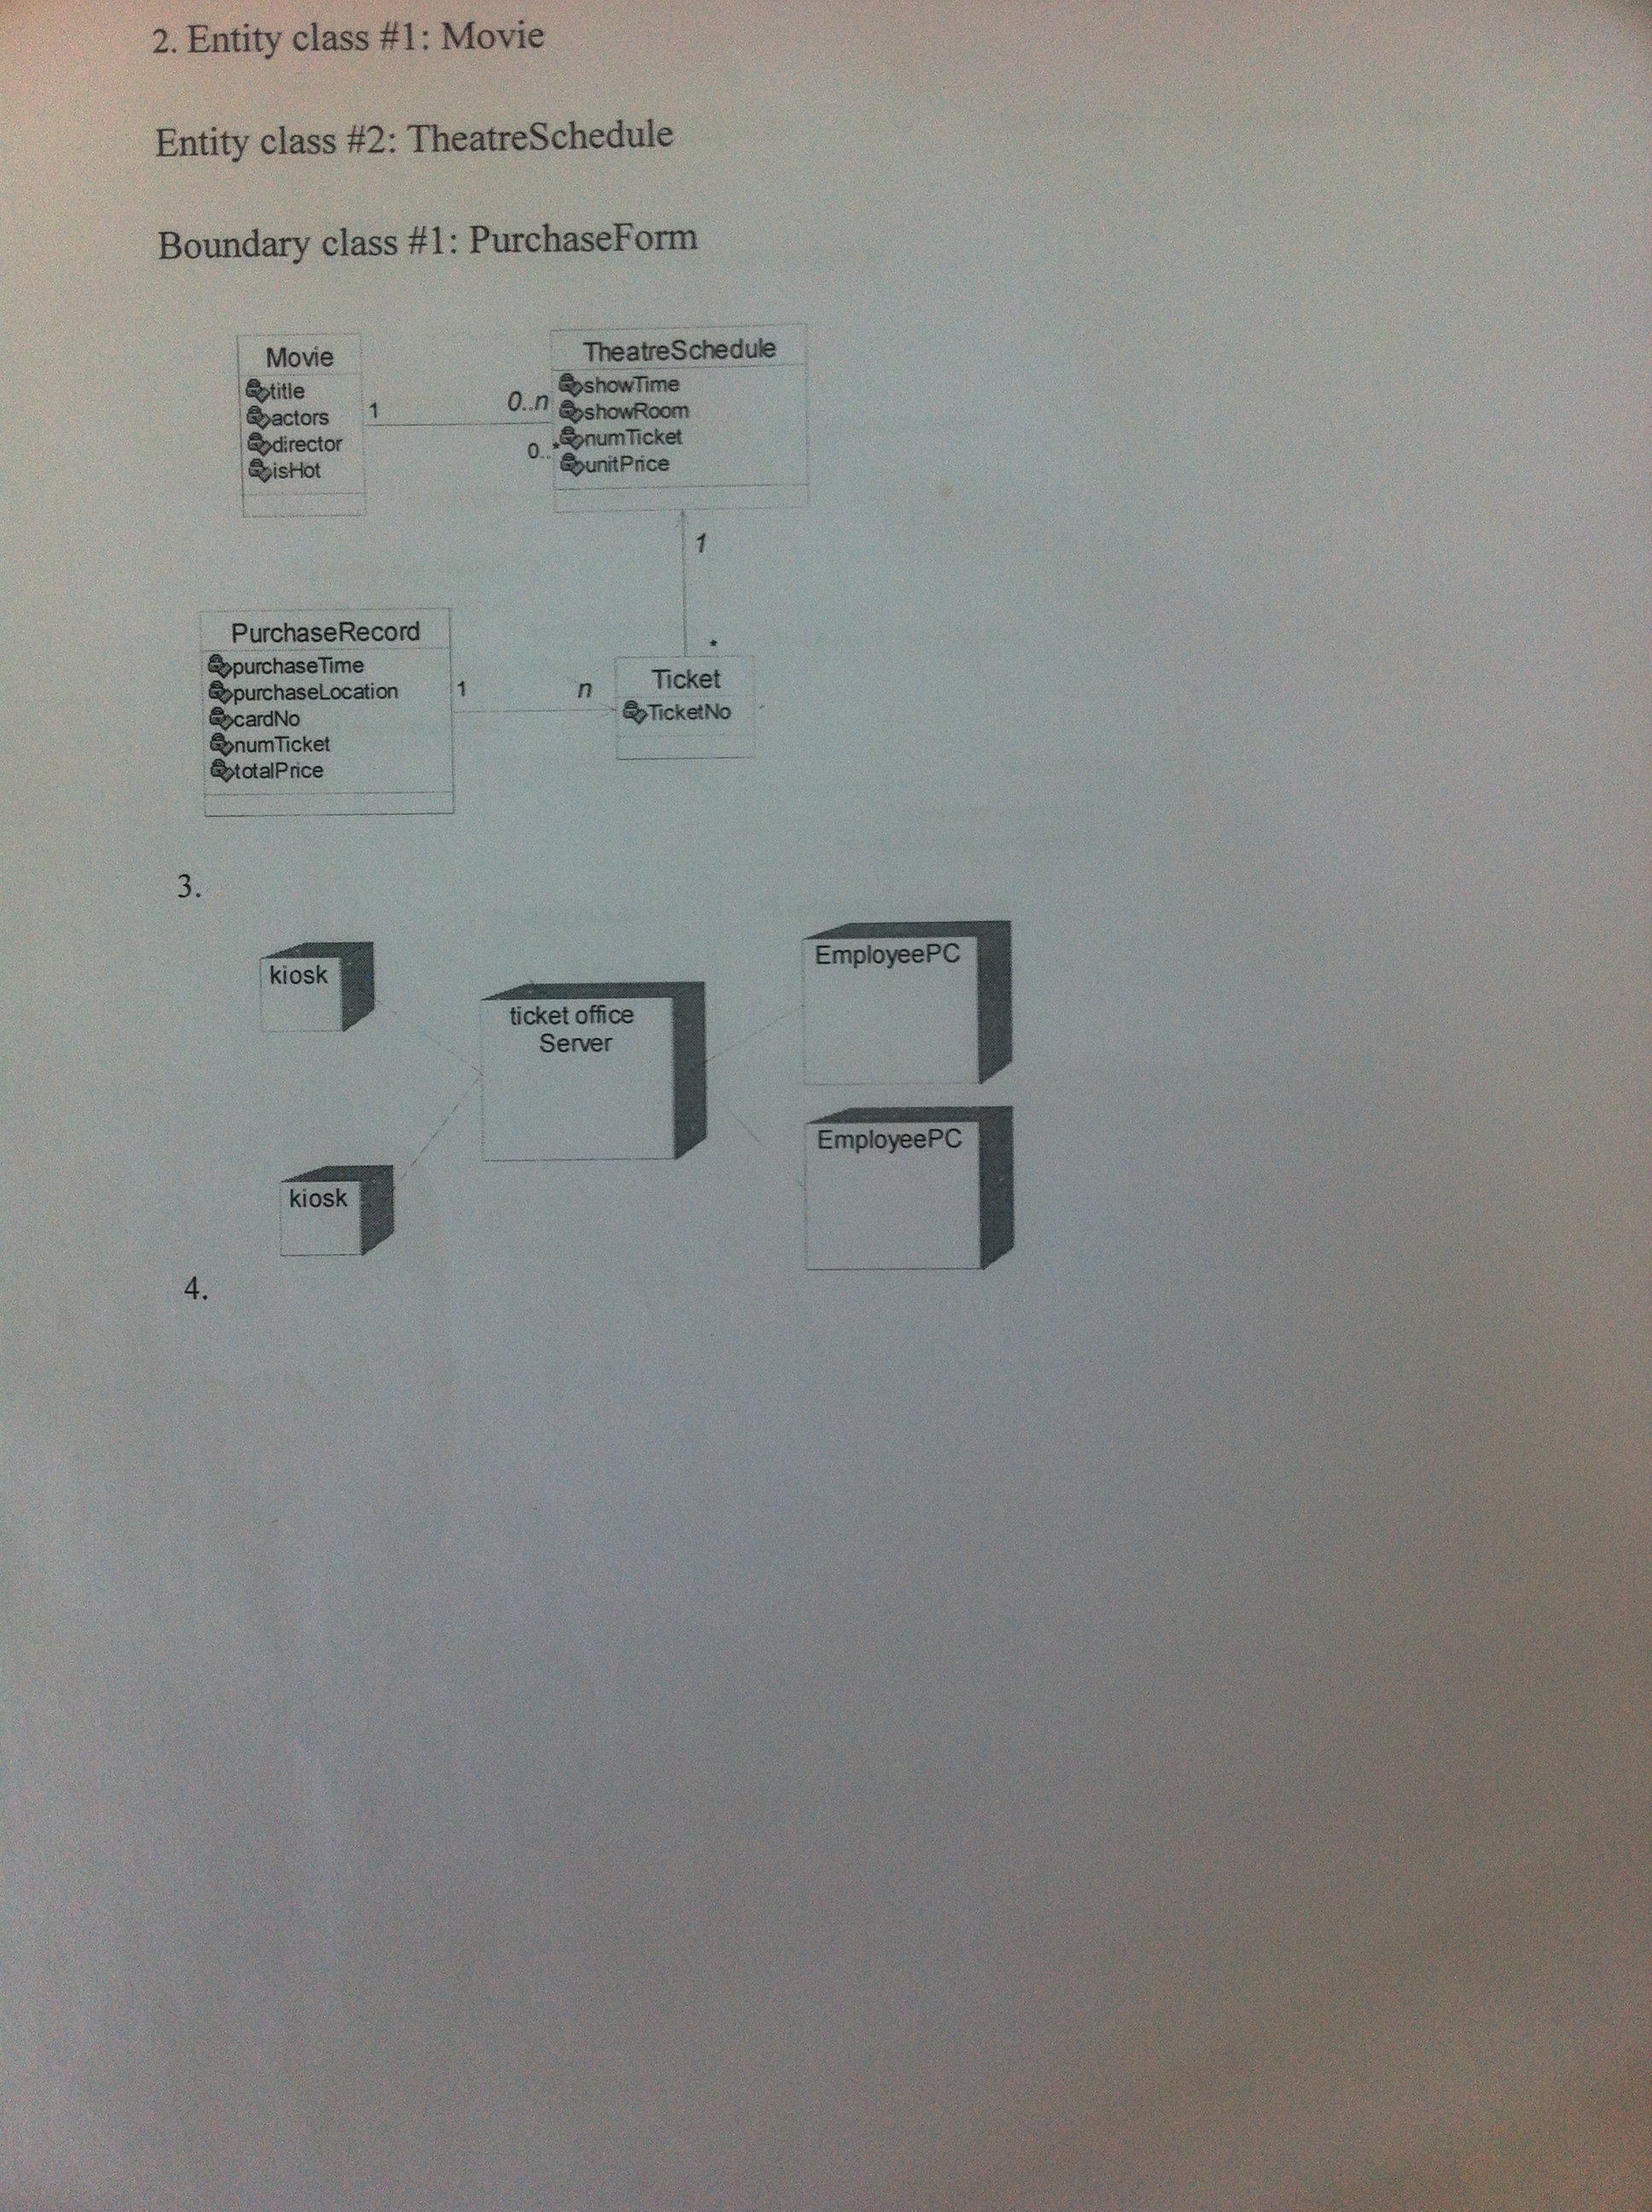 2. Entity class #1: Movie
Entity class #2: TheatreSchedule
Boundary class #1: PurchaseForm
Movie
title
actors
director
isHot
1
0..n
0..*
TheatreSchedule
showTime
showRoom
numTicket
unitPrice
1
*
PurchaseRecord
purchaseTime
purchaseLocation
cardNo
numTicket
totalPrice
1
n
Ticket
TicketNo
3.
kiosk
ticket office
Server
EmployeePC
kiosk
EmployeePC
4.